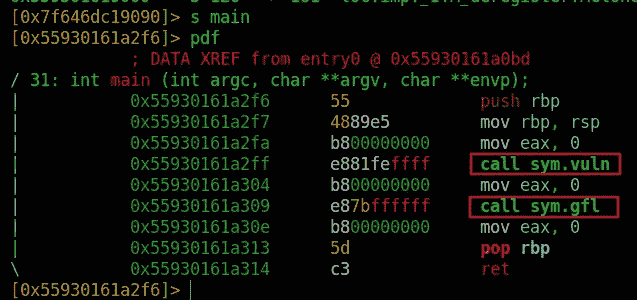 [0x7f646dc19090]> s main
[0x55930161a2f6]> pdf
; DATA XREF from entry0 @ 0x55930161a0bd
/ 31: int main (int argc, char **argv, char **envp);
| 0x55930161a2f6 55 push rbp
| 0x55930161a2f7 4889e5 mov rbp, rsp
| 0x55930161a2fa b800000000 mov eax, 0
| 0x55930161a2ff e881feffff call sym.vuln
| 0x55930161a304 b800000000 mov eax, 0
| 0x55930161a309 e87bffffff call sym.gfl
| 0x55930161a30e b800000000 mov eax, 0
| 0x55930161a313 5d pop rbp
\ 0x55930161a314 c3 ret
[0x55930161a2f6]>